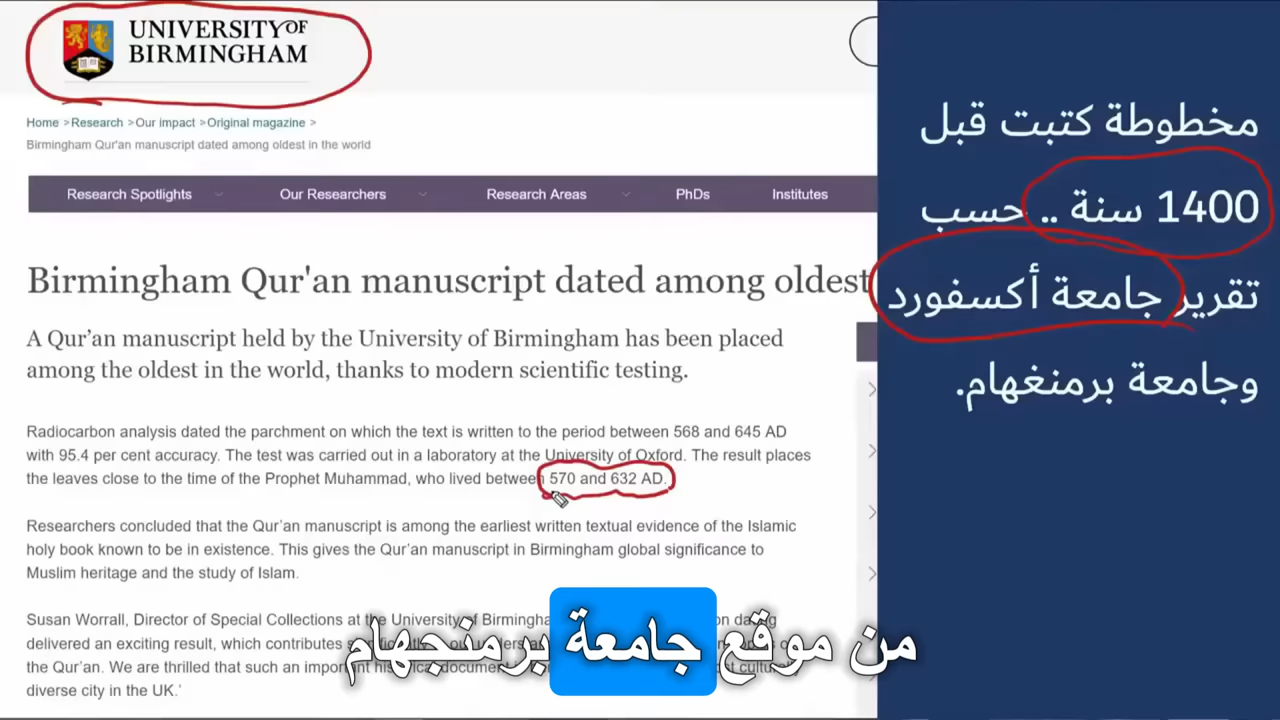 UNIVERSITY OF
BIRMINGHAM
Home > Research > Our impact > Original magazine >
Birmingham Qur'an manuscript dated among oldest in the world
Research Spotlights Our Researchers Research Areas PhDs Institutes
Birmingham Qur'an manuscript dated among oldest
A Qur'an manuscript held by the University of Birmingham has been placed
among the oldest in the world, thanks to modern scientific testing.
Radiocarbon analysis dated the parchment on which the text is written to the period between 568 and 645 AD
with 95.4 per cent accuracy. The test was carried out in a laboratory at the University of Oxford. The result places
the leaves close to the time of the Prophet Muhammad, who lived between 570 and 632 AD.
Researchers concluded that the Qur'an manuscript is among the earliest written textual evidence of the Islamic
holy book known to be in existence. This gives the Qur'an manuscript in Birmingham global significance to
Muslim heritage and the study of Islam.
Susan Worrall, Director of Special Collections at the University of
delivered an exciting result, which contributes
the Qur'an. We are thrilled that such an
diverse city in the UK.'
مخطوطة كتبت قبل
1400 سنة .. حسب
تقرير جامعة أكسفورد
وجامعة برمنغهام.
من موقع جامعة برمنجهام